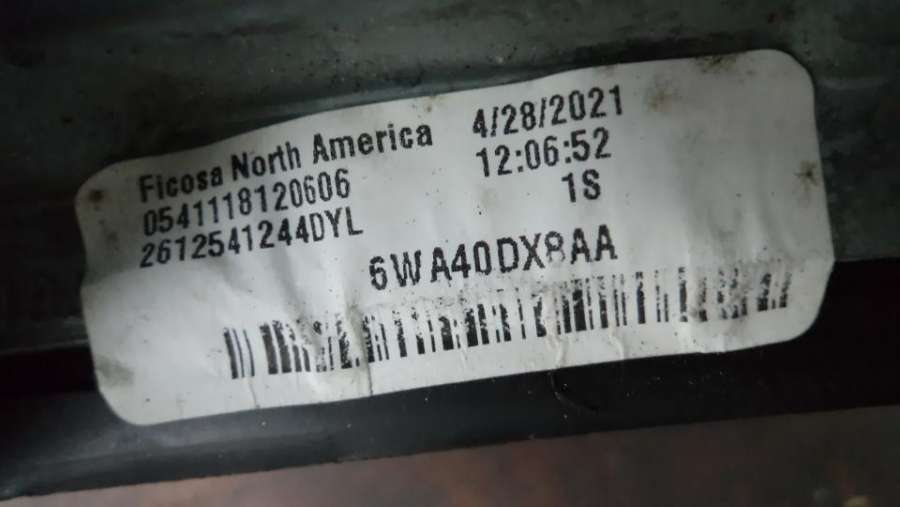 Ficosa North America 4/28/2021
0541118120606 12:06:52
2612541244DYL 1S
6WA40DX8AA